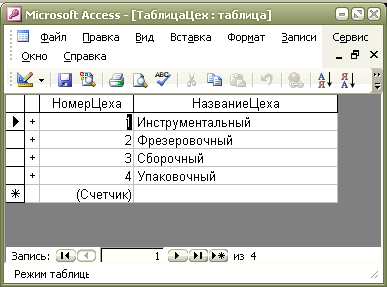 Microsoft Access - [ТаблицаЦех : таблица]
Файл Правка Вид Вставка Формат Записи Сервис
Окно Справка
НомерЦеха НазваниеЦеха
1 Инструментальный
2 Фрезеровочный
3 Сборочный
4 Упаковочный
(Счетчик)
Запись: 1 из 4
Режим таблицы